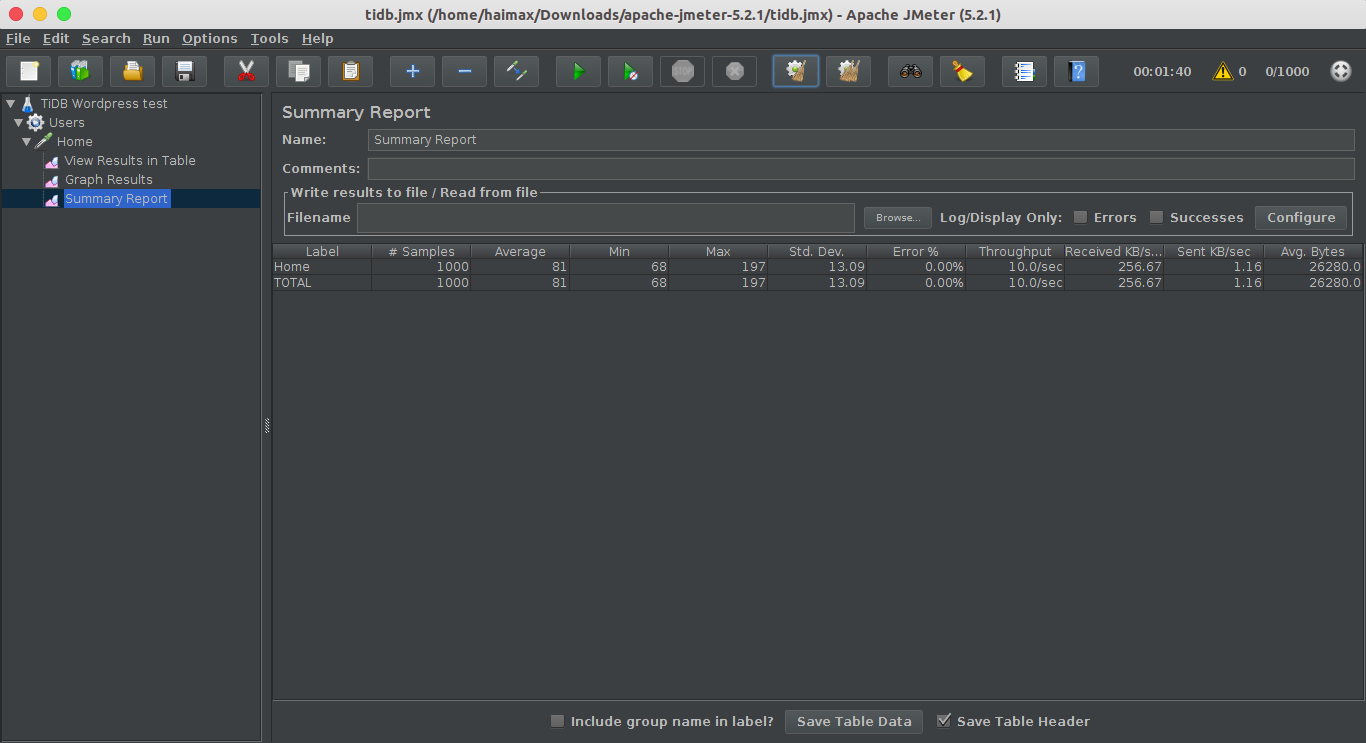 tidb.jmx (/home/haimax/Downloads/apache-jmeter-5.2.1/tidb.jmx) - Apache JMeter (5.2.1)
File Edit Search Run Options Tools Help
STOP 00:01:40 0 0/1000
TiDB Wordpress test
Users
Home
View Results in Table
Graph Results
Summary Report
Summary Report
Name: Summary Report
Comments:
Write results to file / Read from file
Filename Browse... Log/Display Only: Errors Successes Configure
Label # Samples Average Min Max Std. Dev. Error % Throughput Received KB/s... Sent KB/sec Avg. Bytes
Home 1000 81 68 197 13.09 0.00% 10.0/sec 256.67 1.16 26280.0
TOTAL 1000 81 68 197 13.09 0.00% 10.0/sec 256.67 1.16 26280.0
Include group name in label? Save Table Data Save Table Header